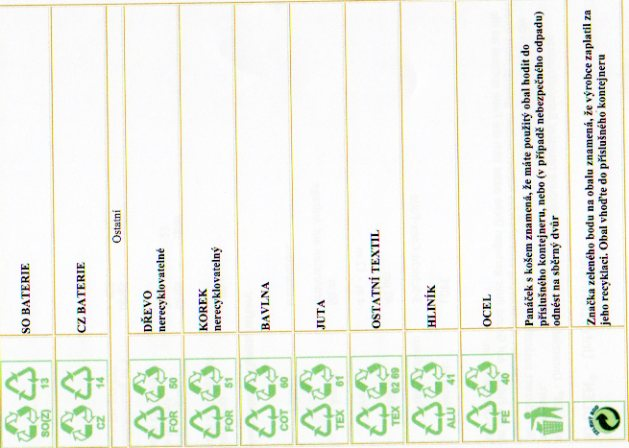 13
SO(Z)
SO BATERIE
14
CZ
CZ BATERIE
Ostatní
50
FOR
DŘEVO
nerecyklovatelné
51
FOR
KOREK
nerecyklovatelný
60
COT
BAVLNA
61
TEX
JUTA
62 69
TEX
OSTATNÍ TEXTIL
41
ALU
HLINÍK
40
FE
OCEL
Panáček s košem znamená, že máte použitý obal hodit do
příslušného kontejneru, nebo (v případě nebezpečného odpadu)
odnést na sběrný dvůr
Značka zeleného bodu na obalu znamená, že výrobce zaplatil za
jeho recyklaci. Obal vhoďte do příslušného kontejneru